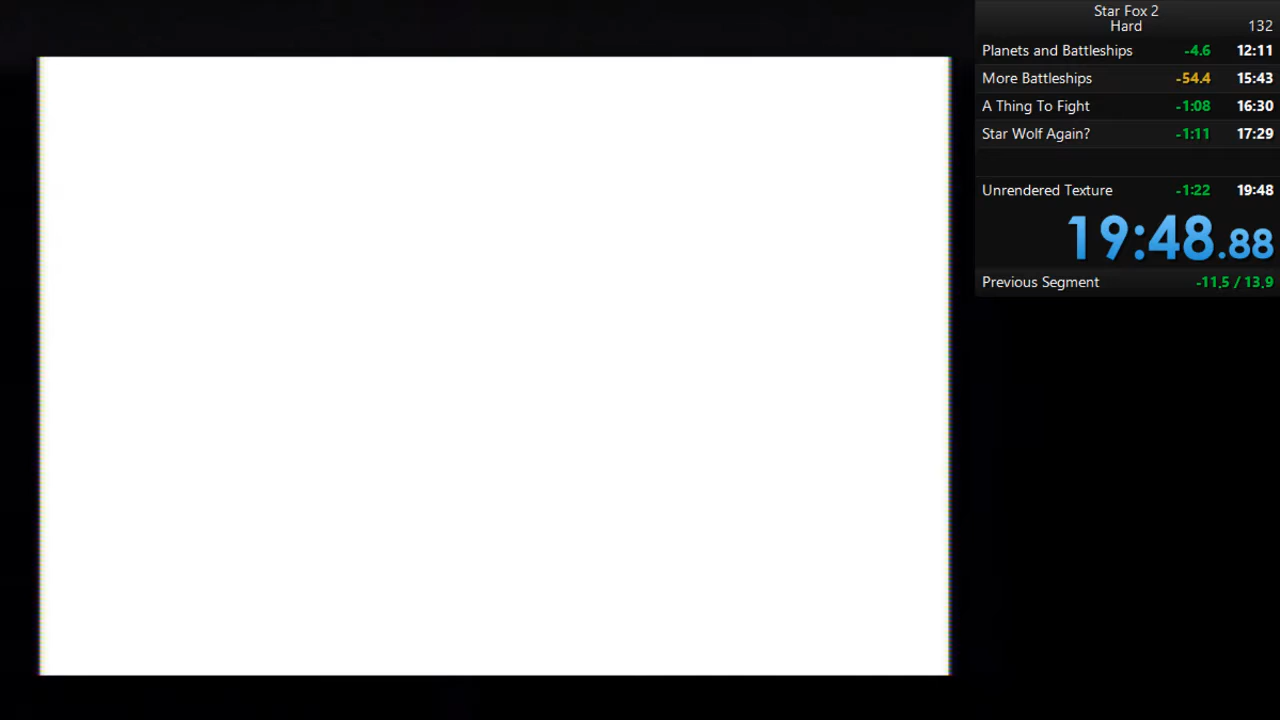 Star Fox 2
Hard 132
Planets and Battleships -4.6 12:11
More Battleships -54.4 15:43
A Thing To Fight -1:08 16:30
Star Wolf Again? -1:11 17:29
Unrendered Texture -1:22 19:48
19:48.88
Previous Segment -11.5 / 13.9